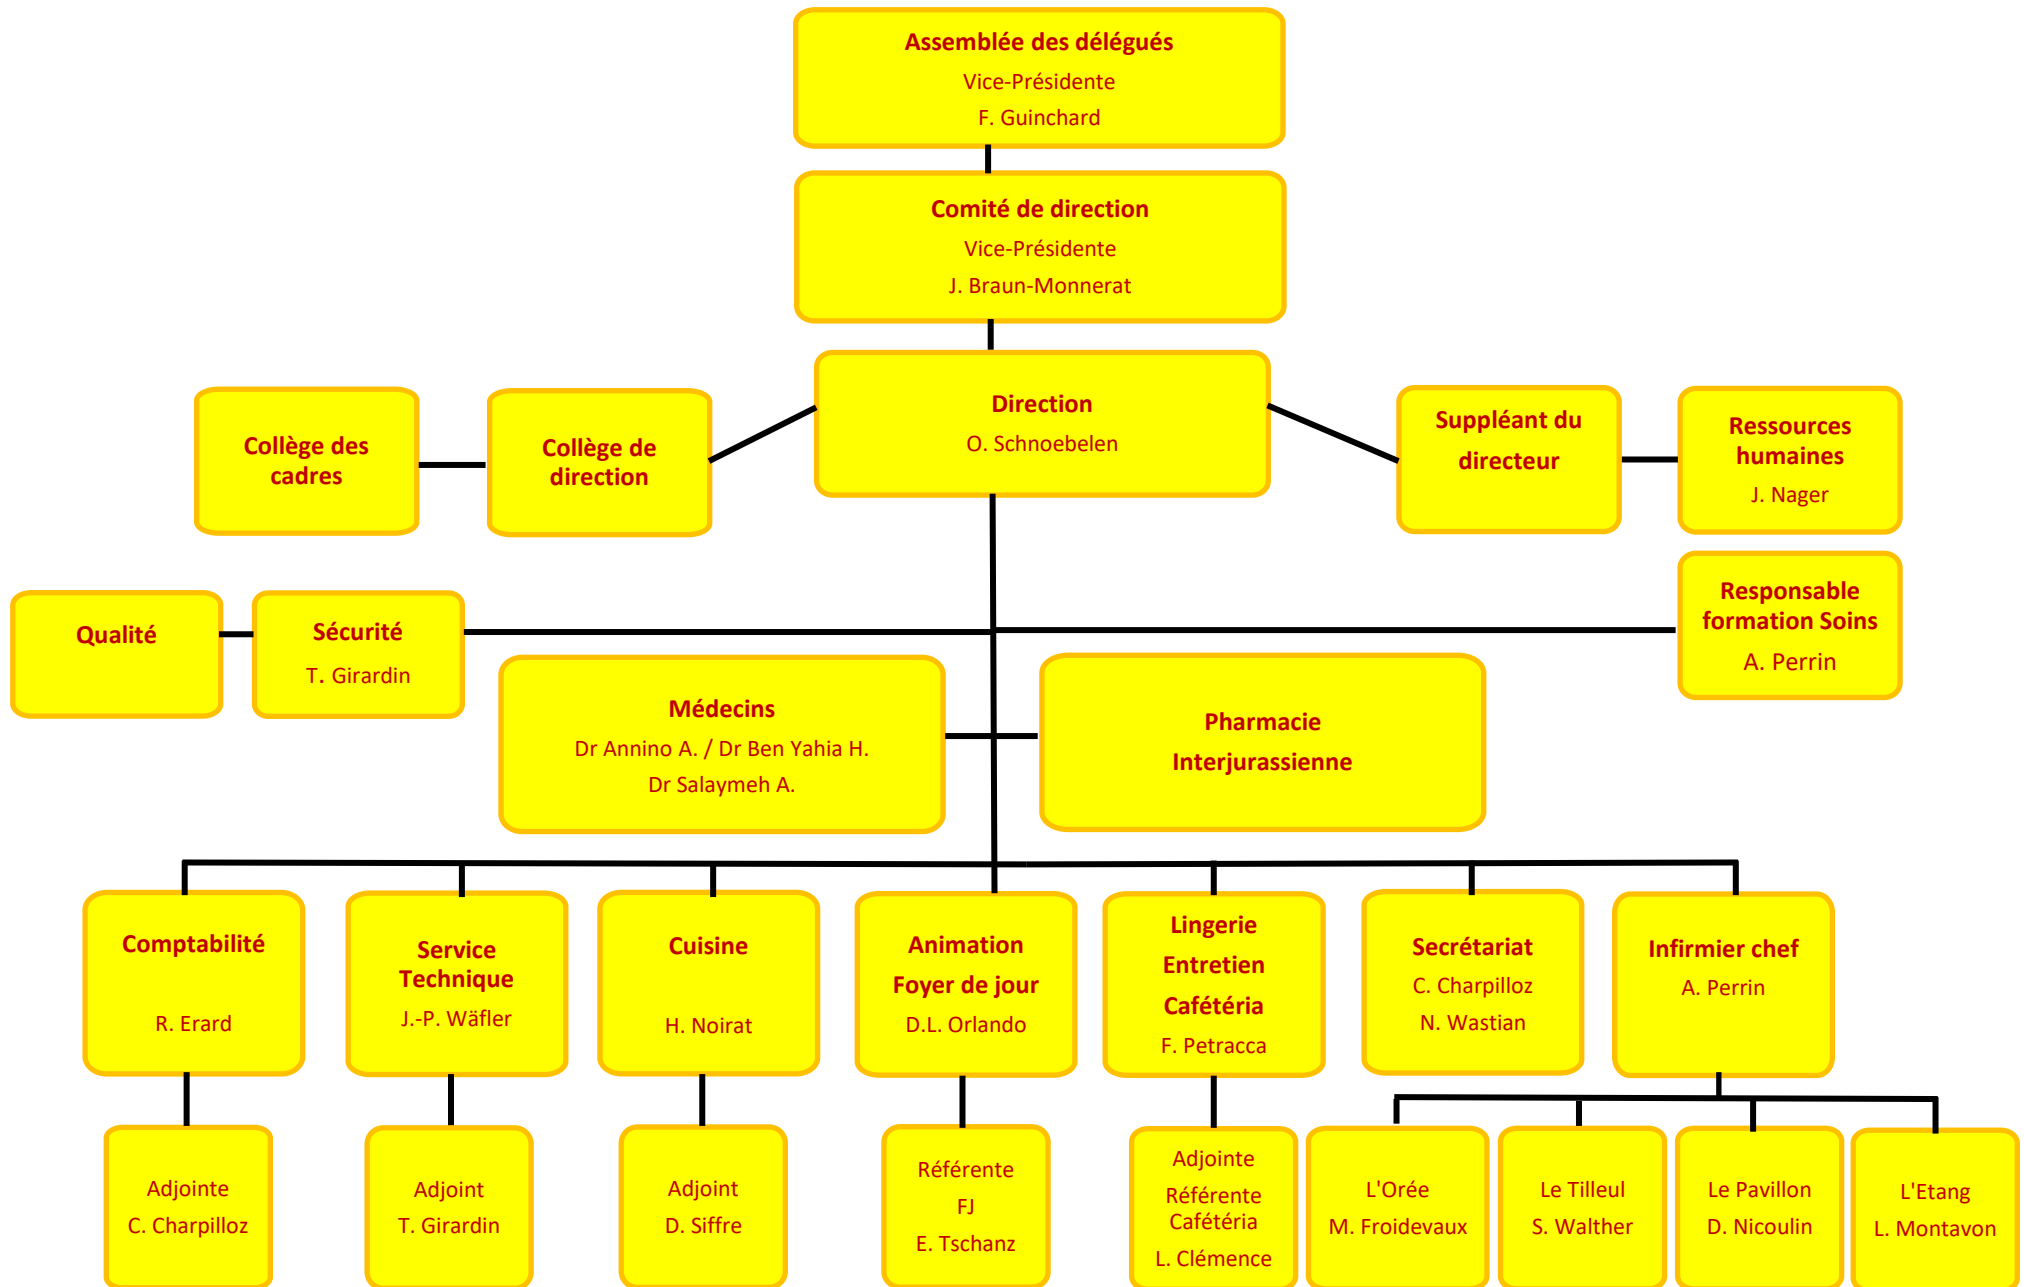 Assemblée des délégués
Vice-Présidente
F. Guinchard
Comité de direction
Vice-Présidente
J. Braun-Monnerat
Direction
O. Schnoebelen
Collège des
cadres
Collège de
direction
Suppléant du
directeur
Ressources
humaines
J. Nager
Qualité
Sécurité
T. Girardin
Responsable
formation Soins
A. Perrin
Médecins
Dr Annino A. / Dr Ben Yahia H.
Dr Salaymeh A.
Pharmacie
Interjurassienne
Comptabilité
R. Erard
Service
Technique
J.-P. Wäfler
Cuisine
H. Noirat
Animation
Foyer de jour
D.L. Orlando
Lingerie
Entretien
Cafétéria
F. Petracca
Secrétariat
C. Charpilloz
N. Wastian
Infirmier chef
A. Perrin
Adjointe
C. Charpilloz
Adjoint
T. Girardin
Adjoint
D. Siffre
Référente
FJ
E. Tschanz
Adjointe
Référente
Cafétéria
L. Clémence
L'Orée
M. Froidevaux
Le Tilleul
S. Walther
Le Pavillon
D. Nicoulin
L'Etang
L. Montavon